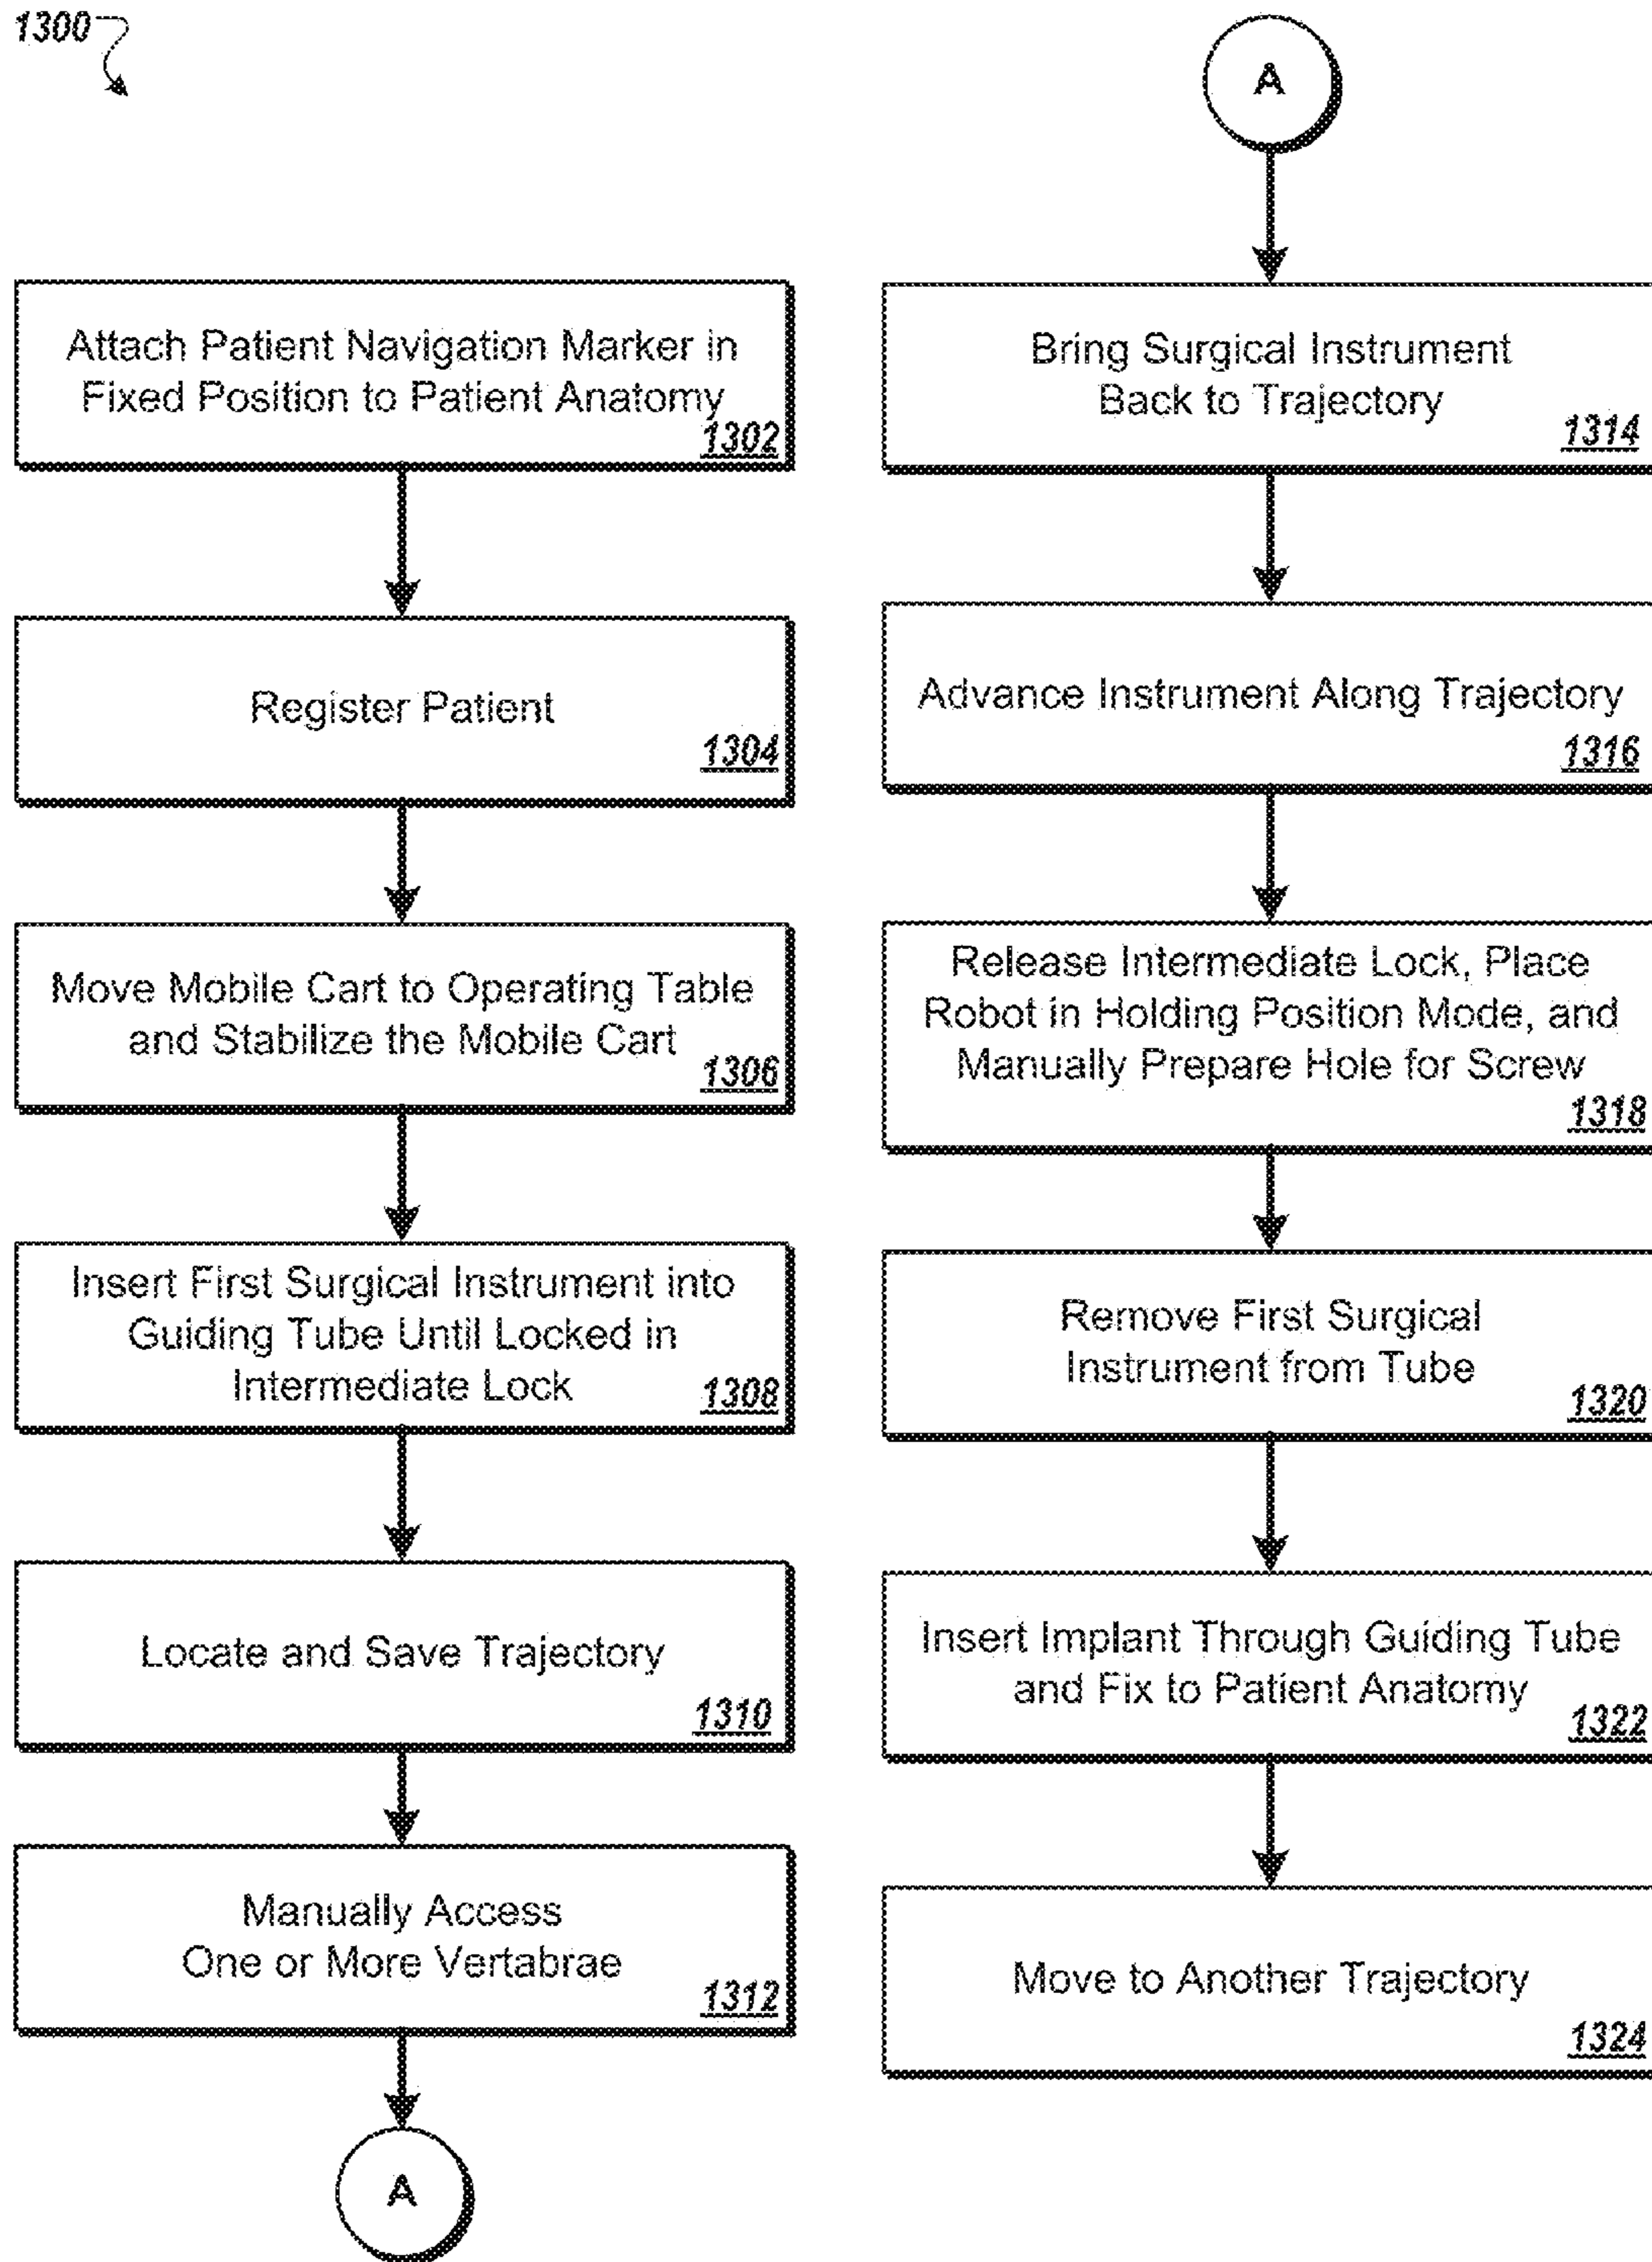 1300
Attach Patient Navigation Marker in
Fixed Position to Patient Anatomy
1302
Register Patient
1304
Move Mobile Cart to Operating Table
and Stabilize the Mobile Cart
1306
Insert First Surgical Instrument into
Guiding Tube Until Locked in
Intermediate Lock
1308
Locate and Save Trajectory
1310
Manually Access
One or More Vertabrae
1312
A
A
Bring Surgical Instrument
Back to Trajectory
1314
Advance Instrument Along Trajectory
1316
Release Intermediate Lock, Place
Robot in Holding Position Mode, and
Manually Prepare Hole for Screw
1318
Remove First Surgical
Instrument from Tube
1320
Insert Implant Through Guiding Tube
and Fix to Patient Anatomy
1322
Move to Another Trajectory
1324